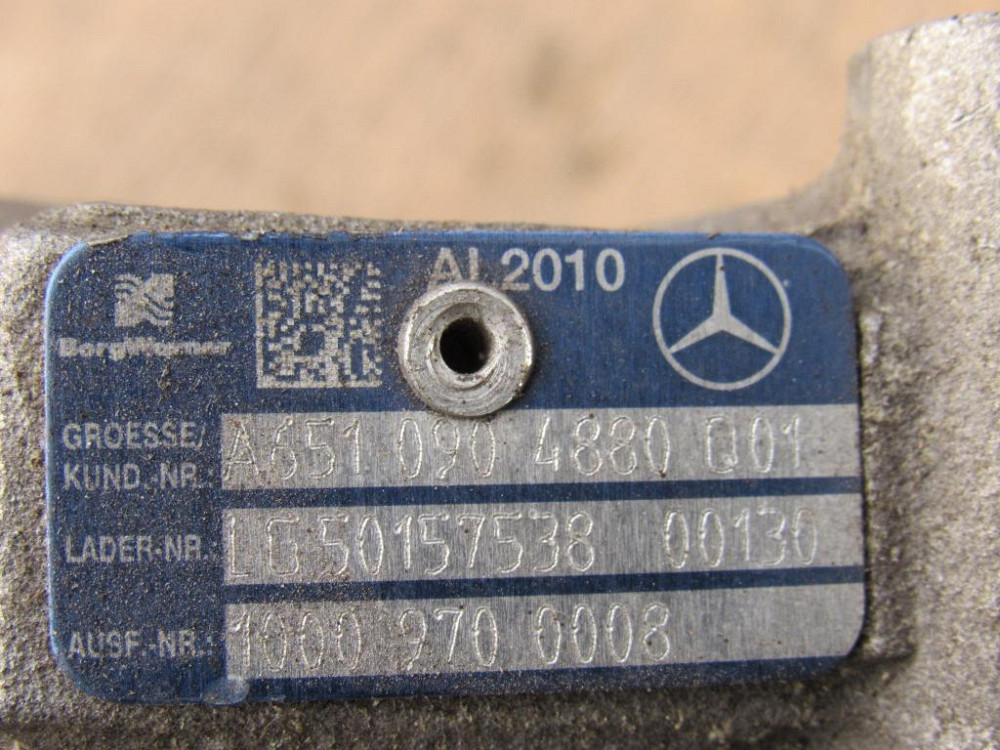 AL2010
BorgWarner
GROESSE/
KUND.-NR.: A651 090 4880 Q01
LADER-NR.: LG 50157538 00130
AUSF.-NR.: 1000 970 0008